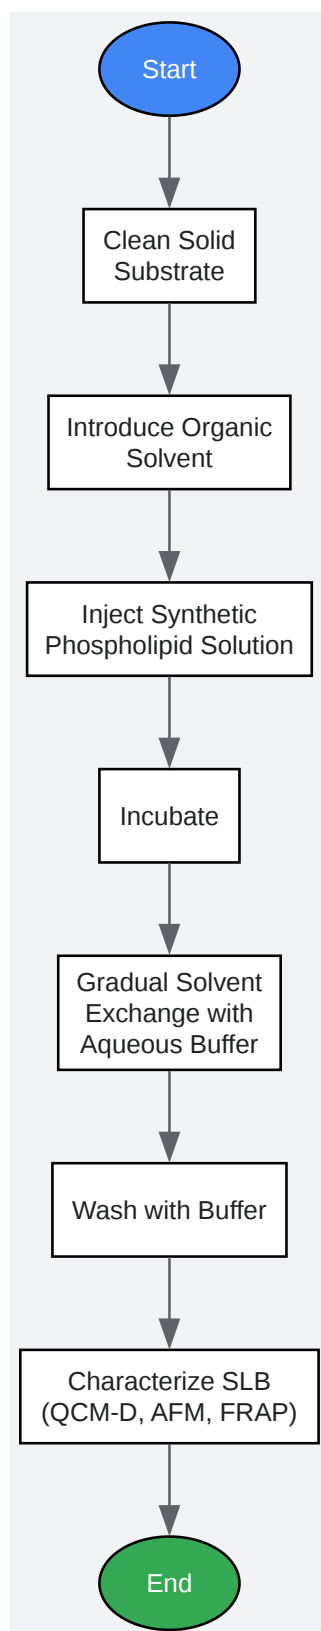 Start
Clean Solid
Substrate
Introduce Organic
Solvent
Inject Synthetic
Phospholipid Solution
Incubate
Gradual Solvent
Exchange with
Aqueous Buffer
Wash with Buffer
Characterize SLB
(QCM-D, AFM, FRAP)
End